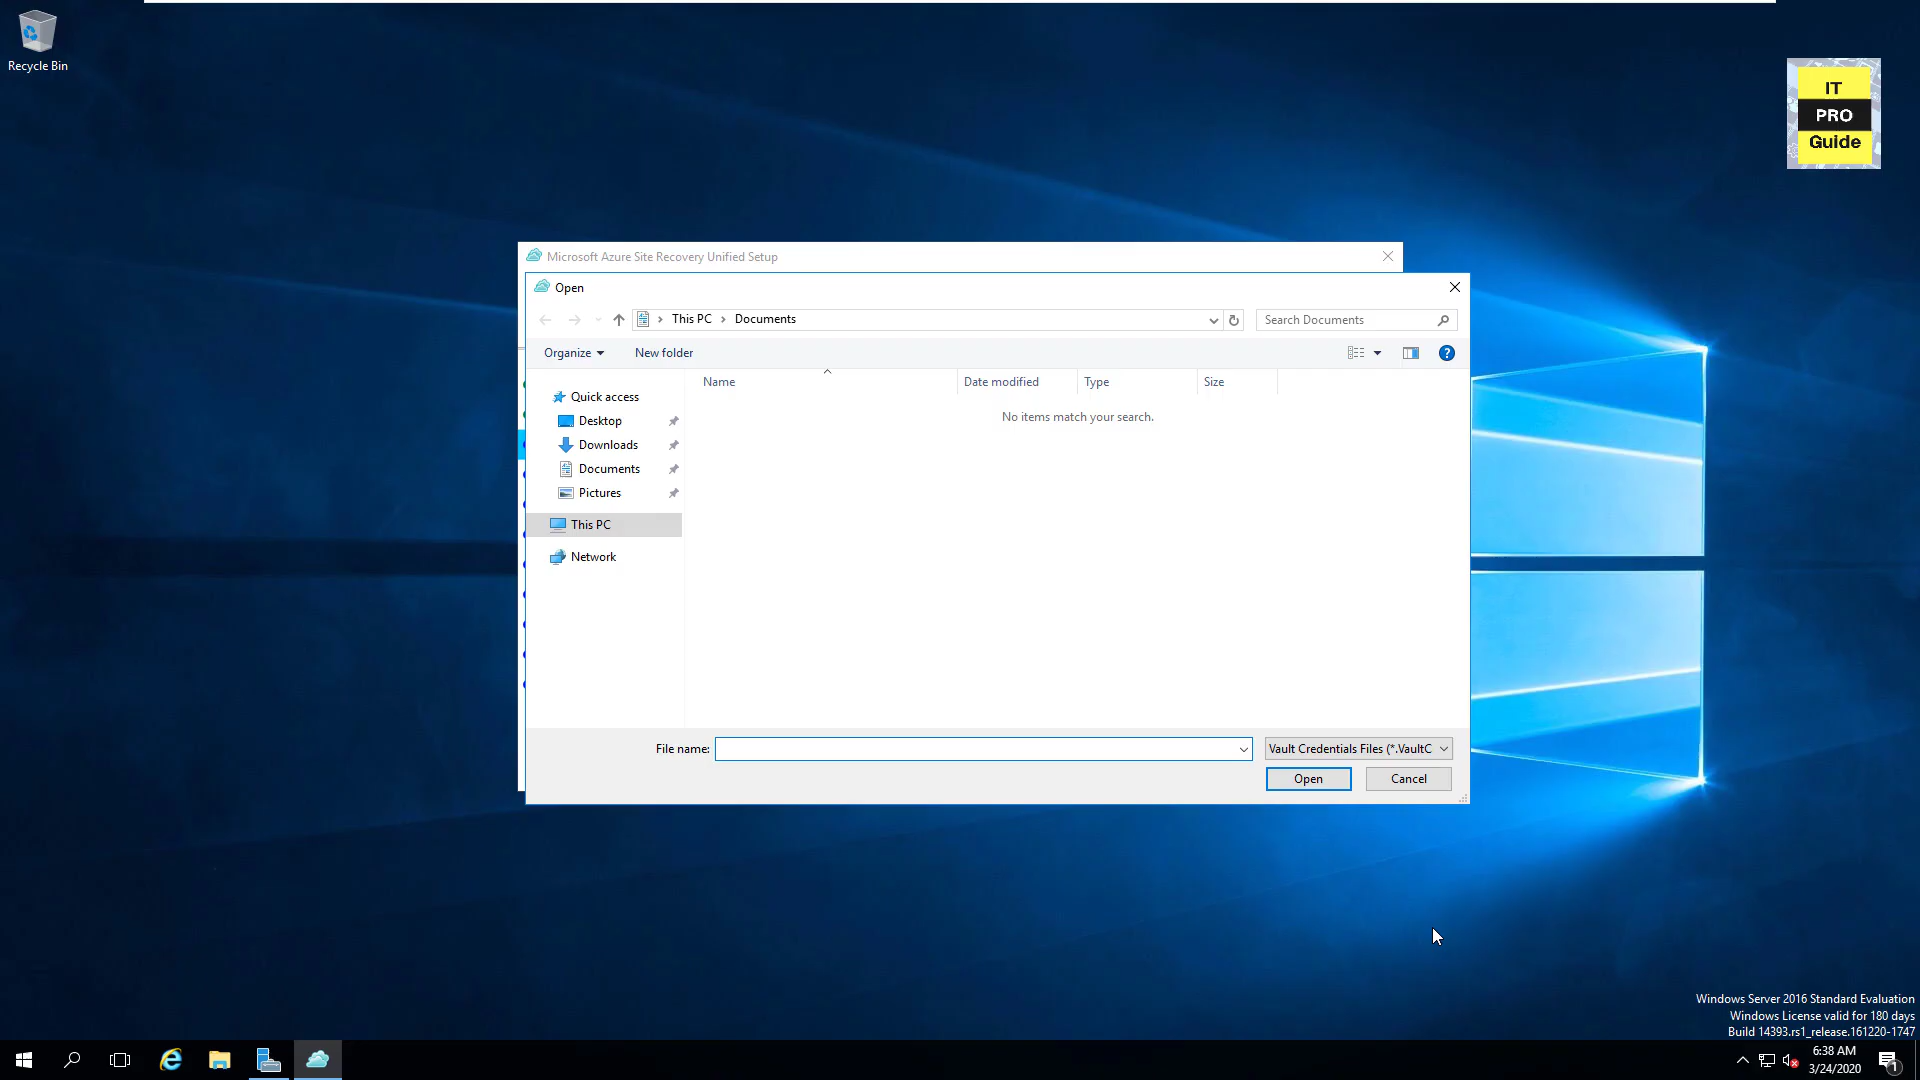 Recycle Bin
IT
PRO
Guide
Microsoft Azure Site Recovery Unified Setup
Open
This PC > Documents
Search Documents
Organize
New folder
Name
Date modified
Type
Size
No items match your search.
Quick access
Desktop
Downloads
Documents
Pictures
This PC
Network
File name:
Vault Credentials Files (*.VaultC
Open
Cancel
Windows Server 2016 Standard Evaluation
Windows License valid for 180 days
Build 14393.rs1_release.161220-1747
6:38 AM
3/24/2020
1